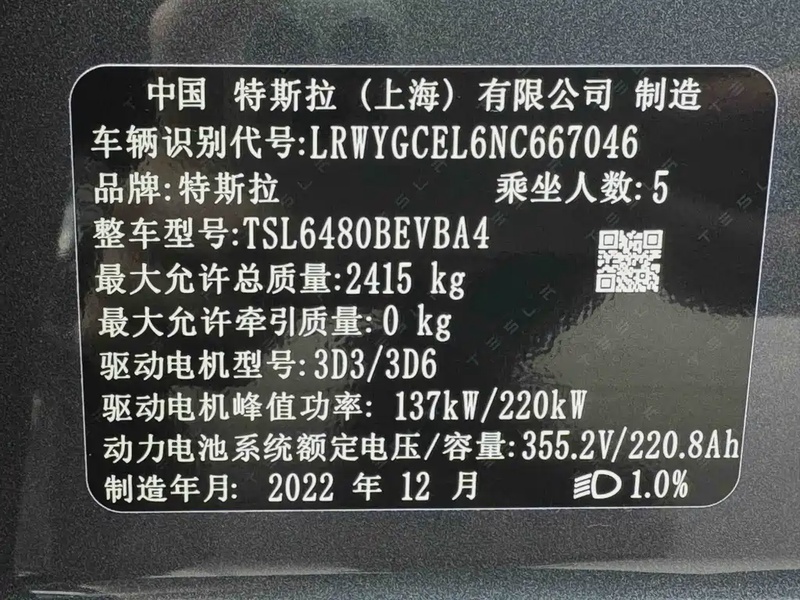 中国 特斯拉 (上海) 有限公司 制造
车辆识别代号:LRWYGCEL6NC667046
品牌:特斯拉 乘坐人数:5
整车型号:TSL6480BEVBA4
最大允许总质量:2415 kg
最大允许牵引质量:0 kg
驱动电机型号:3D3/3D6
驱动电机峰值功率: 137kW/220kW
动力电池系统额定电压/容量:355.2V/220.8Ah
制造年月: 2022 年 12 月 1.0%